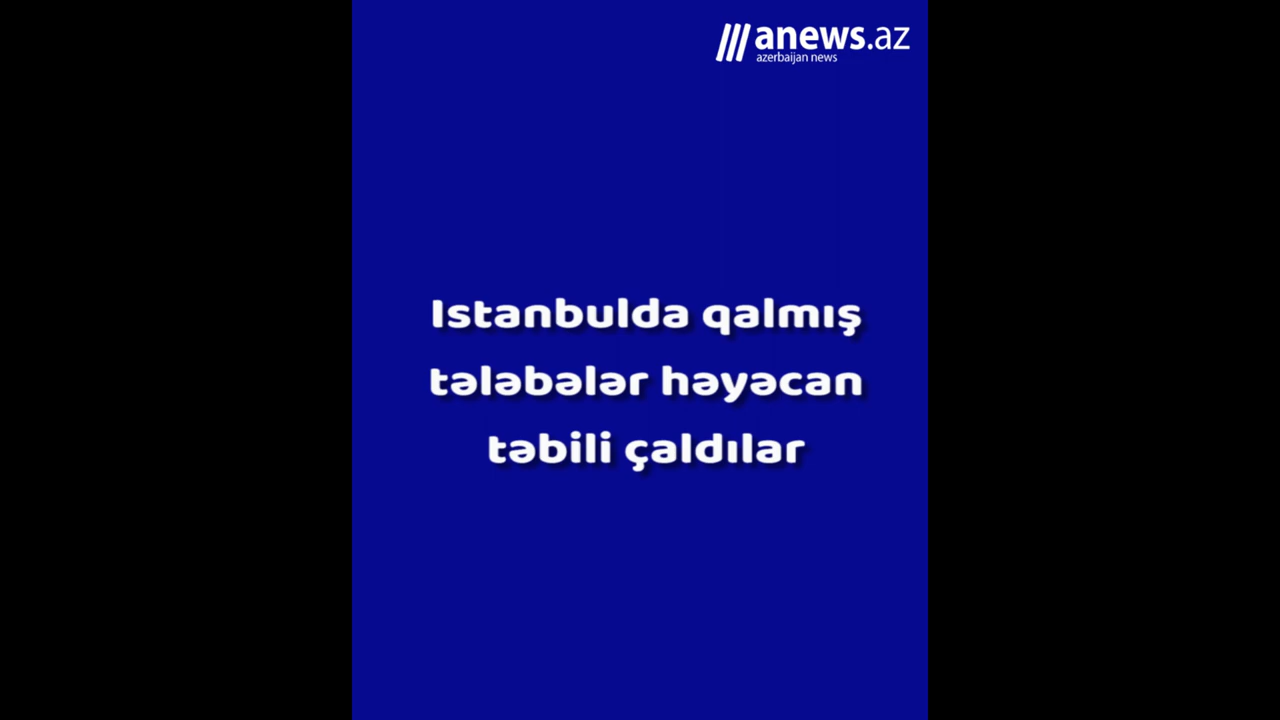 anews.az
azerbaijan news
Istanbulda qalmış
tələbələr həyəcan
təbili çaldılar